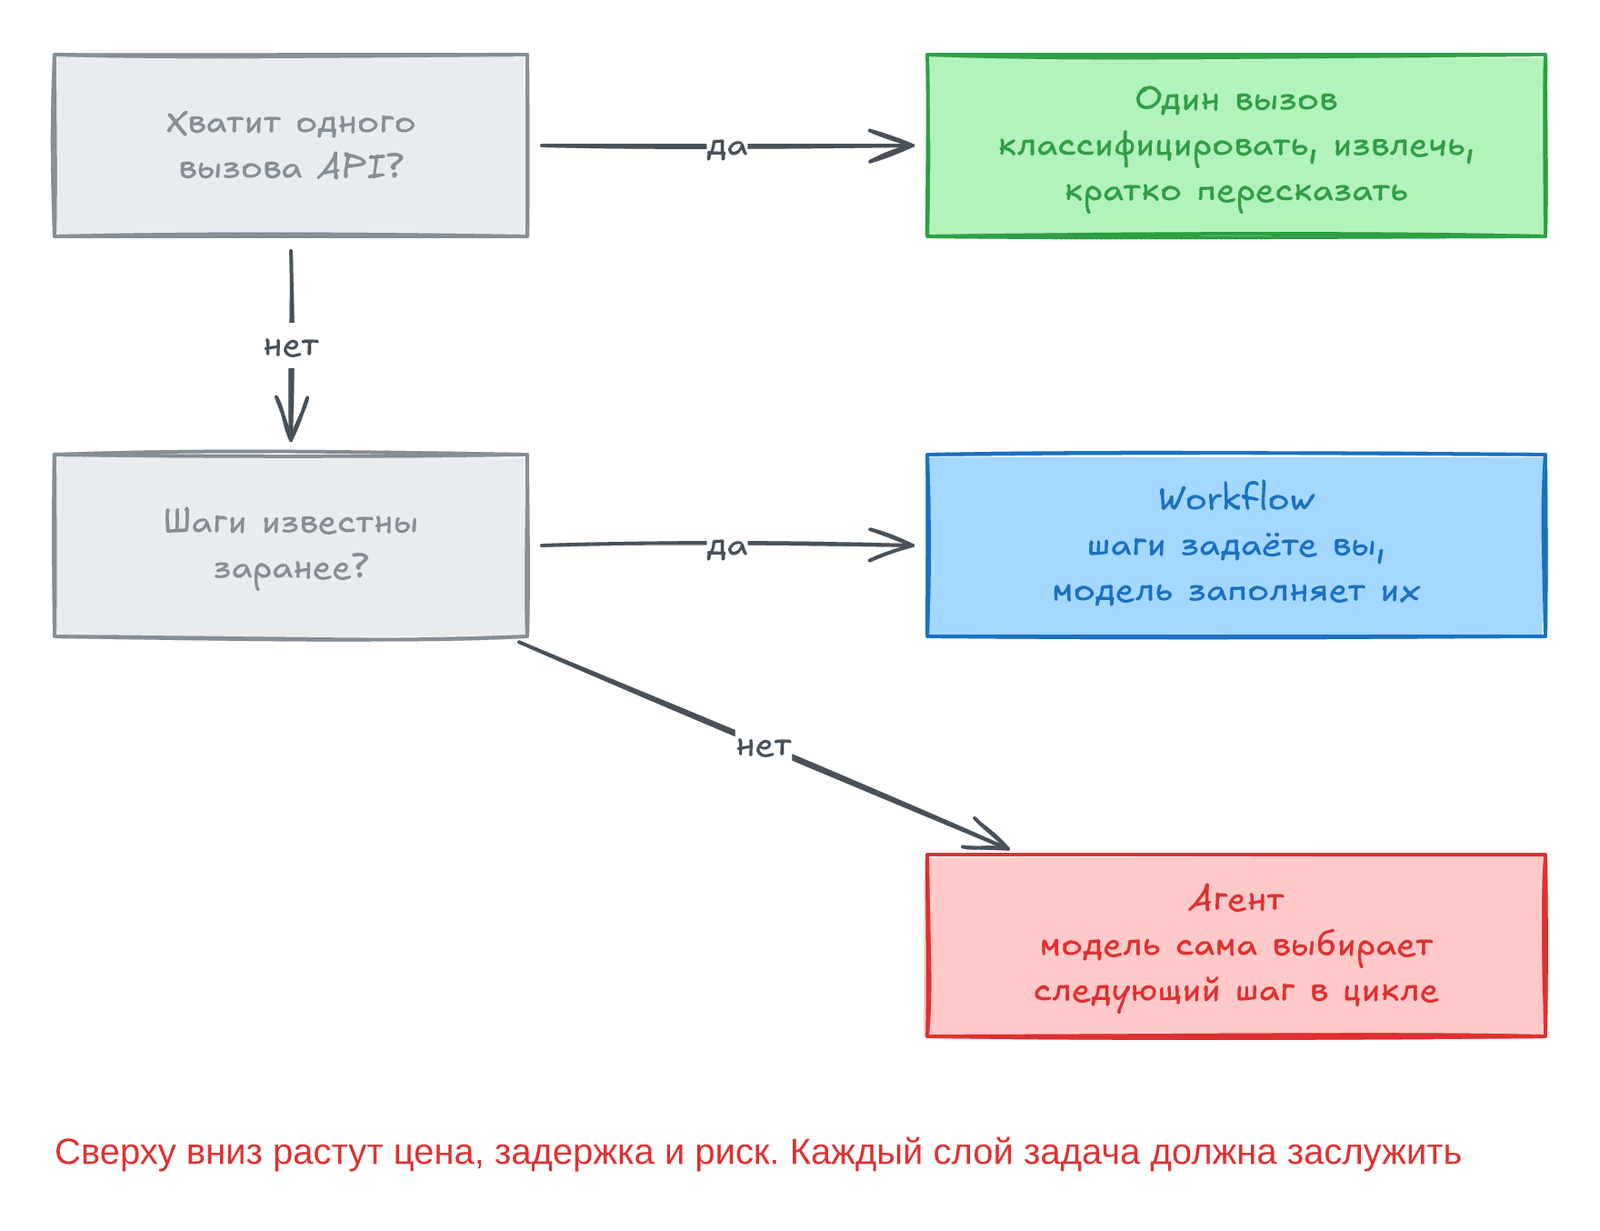 Хватит одного
вызова API?
да
Один вызов
классифицировать, извлечь,
кратко пересказать
нет
Шаги известны
заранее?
да
Workflow
шаги задаёте вы,
модель заполняет их
нет
Агент
модель сама выбирает
следующий шаг в цикле
Сверху вниз растут цена, задержка и риск. Каждый слой задача должна заслужить